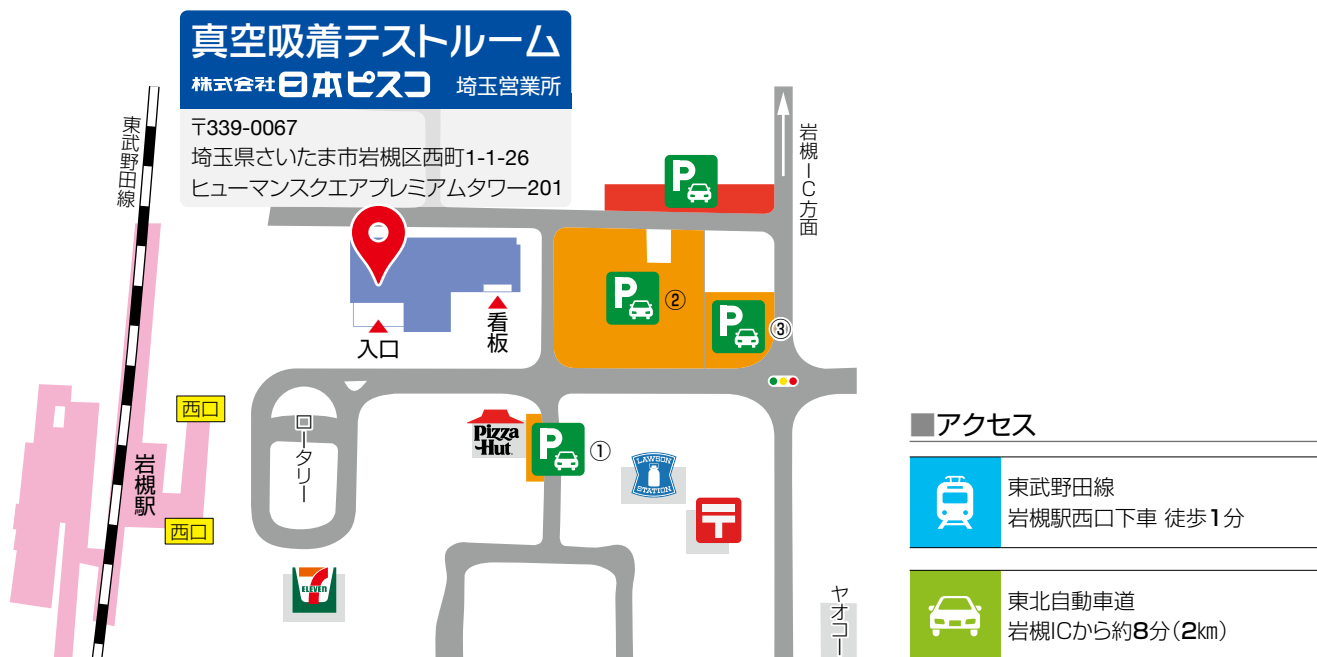 真空吸着テストルーム
株式会社日本ピスコ 埼玉営業所
〒339-0067
埼玉県さいたま市岩槻区西町1-1-26
ヒューマンスクエアプレミアムタワー201
東武野田線
岩槻IC方面
P
P ②
P ③
入口
看板
西口
ロータリー
Pizza
Hut
P ①
LAWSON
STATION
岩槻駅
西口
7
ELEVEn
ヤオコー
■アクセス
東武野田線
岩槻駅西口下車 徒歩1分
東北自動車道
岩槻ICから約8分(2km)